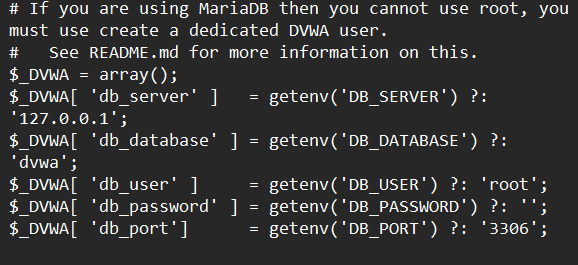 # If you are using MariaDB then you cannot use root, you
must use create a dedicated DVWA user.
#   See README.md for more information on this.
$_DVWA = array();
$_DVWA[ 'db_server' ]   = getenv('DB_SERVER') ?:
'127.0.0.1';
$_DVWA[ 'db_database' ] = getenv('DB_DATABASE') ?:
'dvwa';
$_DVWA[ 'db_user' ]     = getenv('DB_USER') ?: 'root';
$_DVWA[ 'db_password' ] = getenv('DB_PASSWORD') ?: '';
$_DVWA[ 'db_port']      = getenv('DB_PORT') ?: '3306';